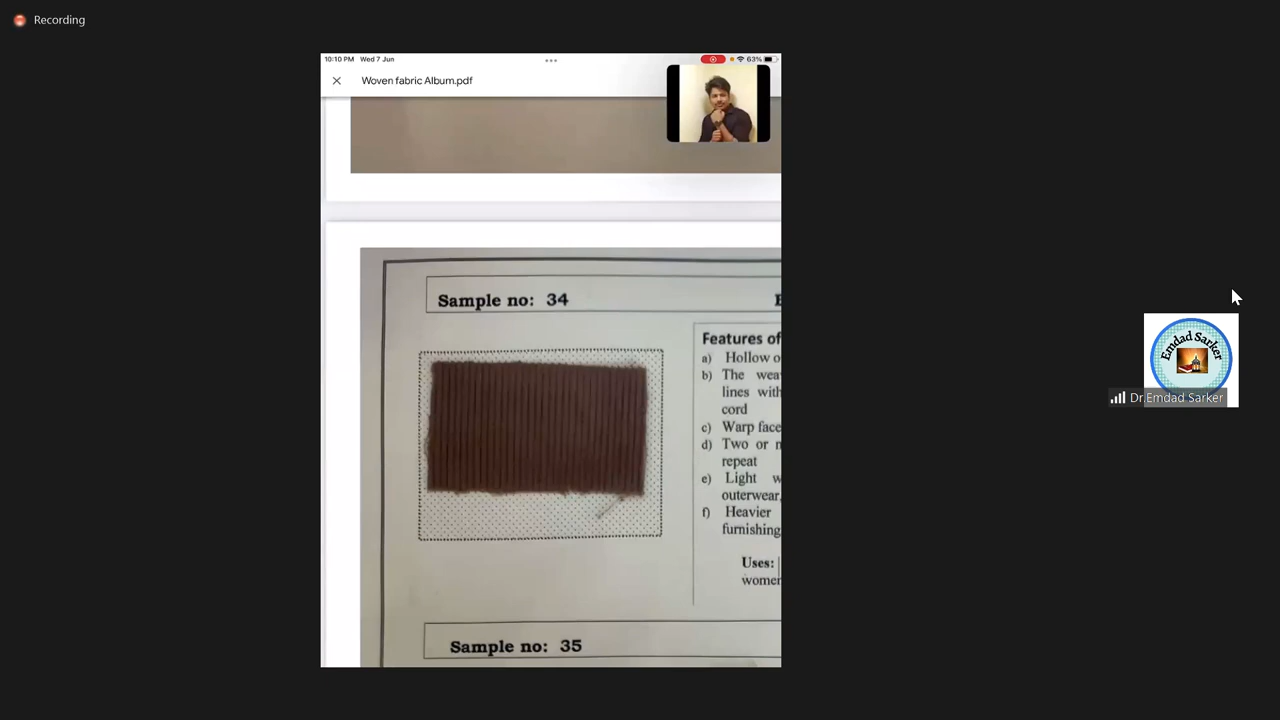 Recording
10:10 PM Wed 7 Jun
63%
Woven fabric Album.pdf
Sample no: 34
Features of
a) Hollow
b) The
lines with
cord
c) Warp face
d) Two or
repeat
e) Light
outerwear,
f) Heavier
furnishing
Uses:
Sample no: 35
Emdad Sarker
Dr.Emdad Sarker